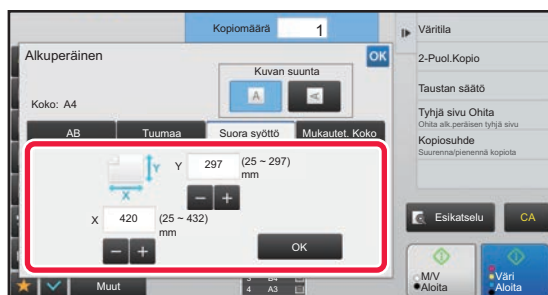 Kopiomäärä 1
Alkuperäinen OK
Kuvan suunta
A A
Koko: A4
AB Tuumaa Suora syöttö Mukautet. Koko
Y Y 297 (25 ~ 297)
mm
X
X 420 (25 ~ 432)
mm
OK
Muut
4 A3
Väritila
2-Puol.Kopio
Taustan säätö
Tyhjä sivu Ohita
Ohita alk.peräisen tyhjä sivu
Kopiosuhde
Suurenna/pienennä kopiota
Esikatselu CA
M/V
Aloita
Väri
Aloita